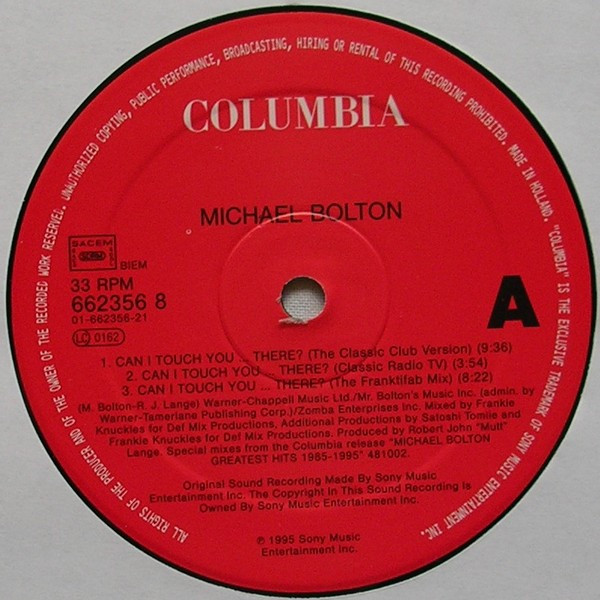 UNAUTHORIZED COPYING, PUBLIC PERFORMANCE, BROADCASTING, HIRING OR RENTAL OF THIS RECORDING PROHIBITED. MADE IN HOLLAND. "COLUMBIA" IS THE EXCLUSIVE TRADEMARK OF SONY MUSIC ENTERTAINMENT INC.
ALL RIGHTS OF THE PRODUCER AND OF THE OWNER OF THE RECORDED WORK RESERVED.
COLUMBIA
MICHAEL BOLTON
SACEM
BIEM
33 RPM
662356 8
01-662356-21
LC 0162
A
1. CAN I TOUCH YOU ... THERE? (The Classic Club Version) (9:36)
2. CAN I TOUCH YOU ... THERE? (Classic Radio TV) (3:54)
3. CAN I TOUCH YOU ... THERE? (The Franktilab Mix) (8:22)
(M. Bolton-R. J. Lange) Warner-Chappell Music Ltd./Mr. Bolton's Music Inc. (admin. by
Warner-Tamerlane Publishing Corp.)/Zomba Enterprises Inc. Mixed by Frankie
Knuckles for Def Mix Productions, Additional Productions by Satoshi Tomiie and
Frankie Knuckles for Def Mix Productions. Produced by Robert John "Mutt"
Lange. Special mixes from the Columbia release "MICHAEL BOLTON
GREATEST HITS 1985-1995" 481002.
Original Sound Recording Made By Sony Music
Entertainment Inc. The Copyright In This Sound Recording is
Owned By Sony Music Entertainment Inc.
℗ 1995 Sony Music
Entertainment Inc.